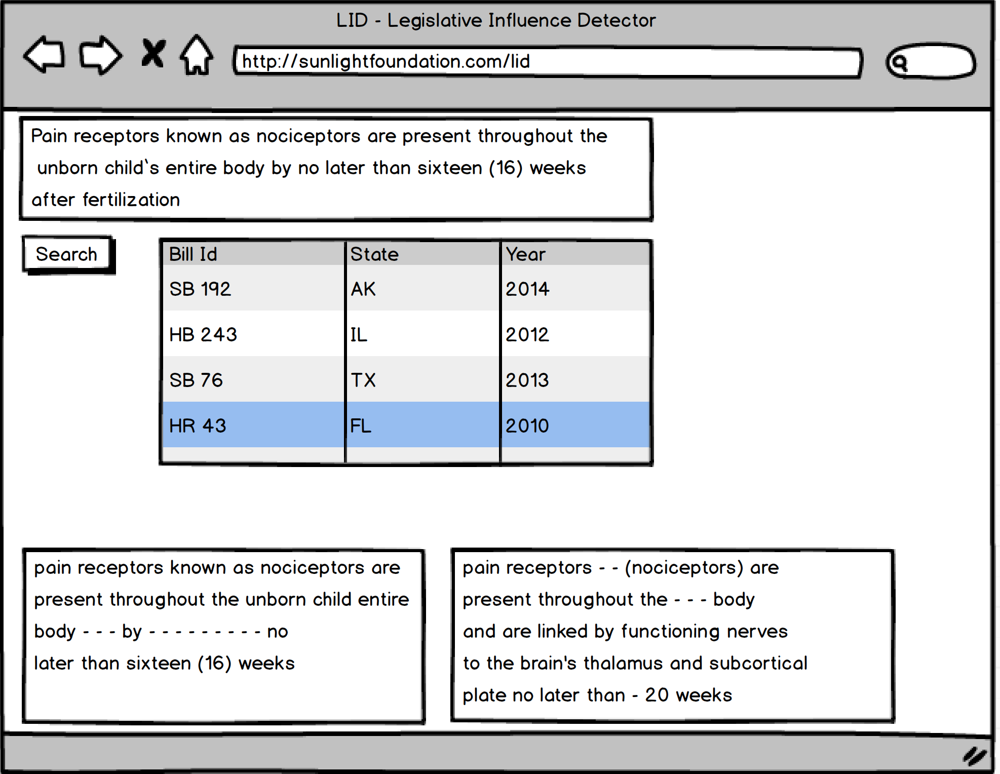 LID - Legislative Influence Detector
http://sunlightfoundation.com/lid
Pain receptors known as nociceptors are present throughout the
unborn child`s entire body by no later than sixteen (16) weeks
after fertilization
Search
Bill Id State Year
SB 192 AK 2014
HB 243 IL 2012
SB 76 TX 2013
HR 43 FL 2010
pain receptors known as nociceptors are
present throughout the unborn child entire
body - - - by - - - - - - - - - no
later than sixteen (16) weeks
pain receptors - - (nociceptors) are
present throughout the - - - body
and are linked by functioning nerves
to the brain's thalamus and subcortical
plate no later than - 20 weeks